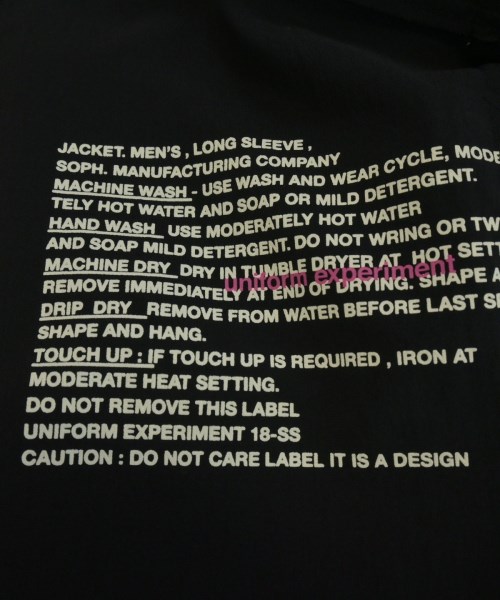 JACKET. MEN'S , LONG SLEEVE ,
SOPH. MANUFACTURING COMPANY
MACHINE WASH - USE WASH AND WEAR CYCLE, MODE
TELY HOT WATER AND SOAP OR MILD DETERGENT.
HAND WASH USE MODERATELY HOT WATER
AND SOAP MILD DETERGENT. DO NOT WRING OR TW
MACHINE DRY DRY IN TUMBLE DRYER AT HOT SETT
uniform experiment
REMOVE IMMEDIATELY AT END OF DRYING. SHAPE A
DRIP DRY REMOVE FROM WATER BEFORE LAST S
SHAPE AND HANG.
TOUCH UP : IF TOUCH UP IS REQUIRED , IRON AT
MODERATE HEAT SETTING.
DO NOT REMOVE THIS LABEL
UNIFORM EXPERIMENT 18-SS
CAUTION : DO NOT CARE LABEL IT IS A DESIGN